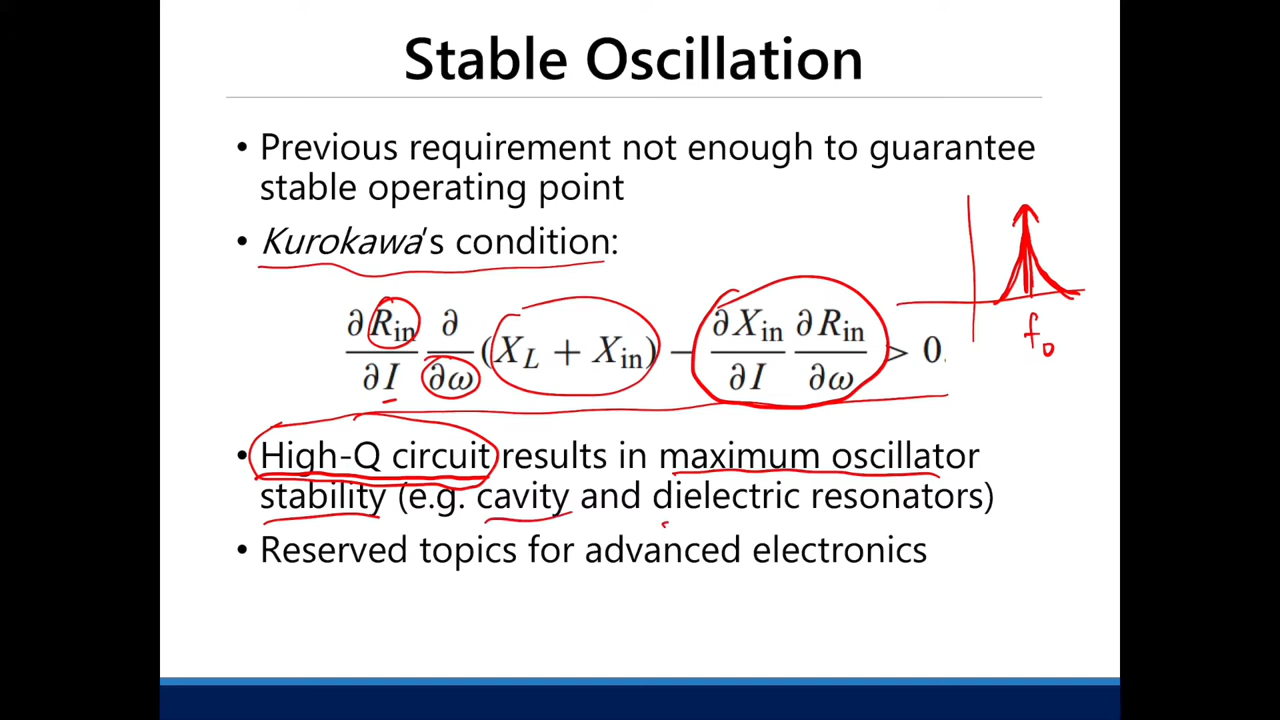 Stable Oscillation
• Previous requirement not enough to guarantee
stable operating point
• Kurokawa's condition:
∂R_in/∂I ∂/∂ω (X_L + X_in) − ∂X_in/∂I ∂R_in/∂ω > 0.
f₀
• High-Q circuit results in maximum oscillator
stability (e.g. cavity and dielectric resonators)
• Reserved topics for advanced electronics